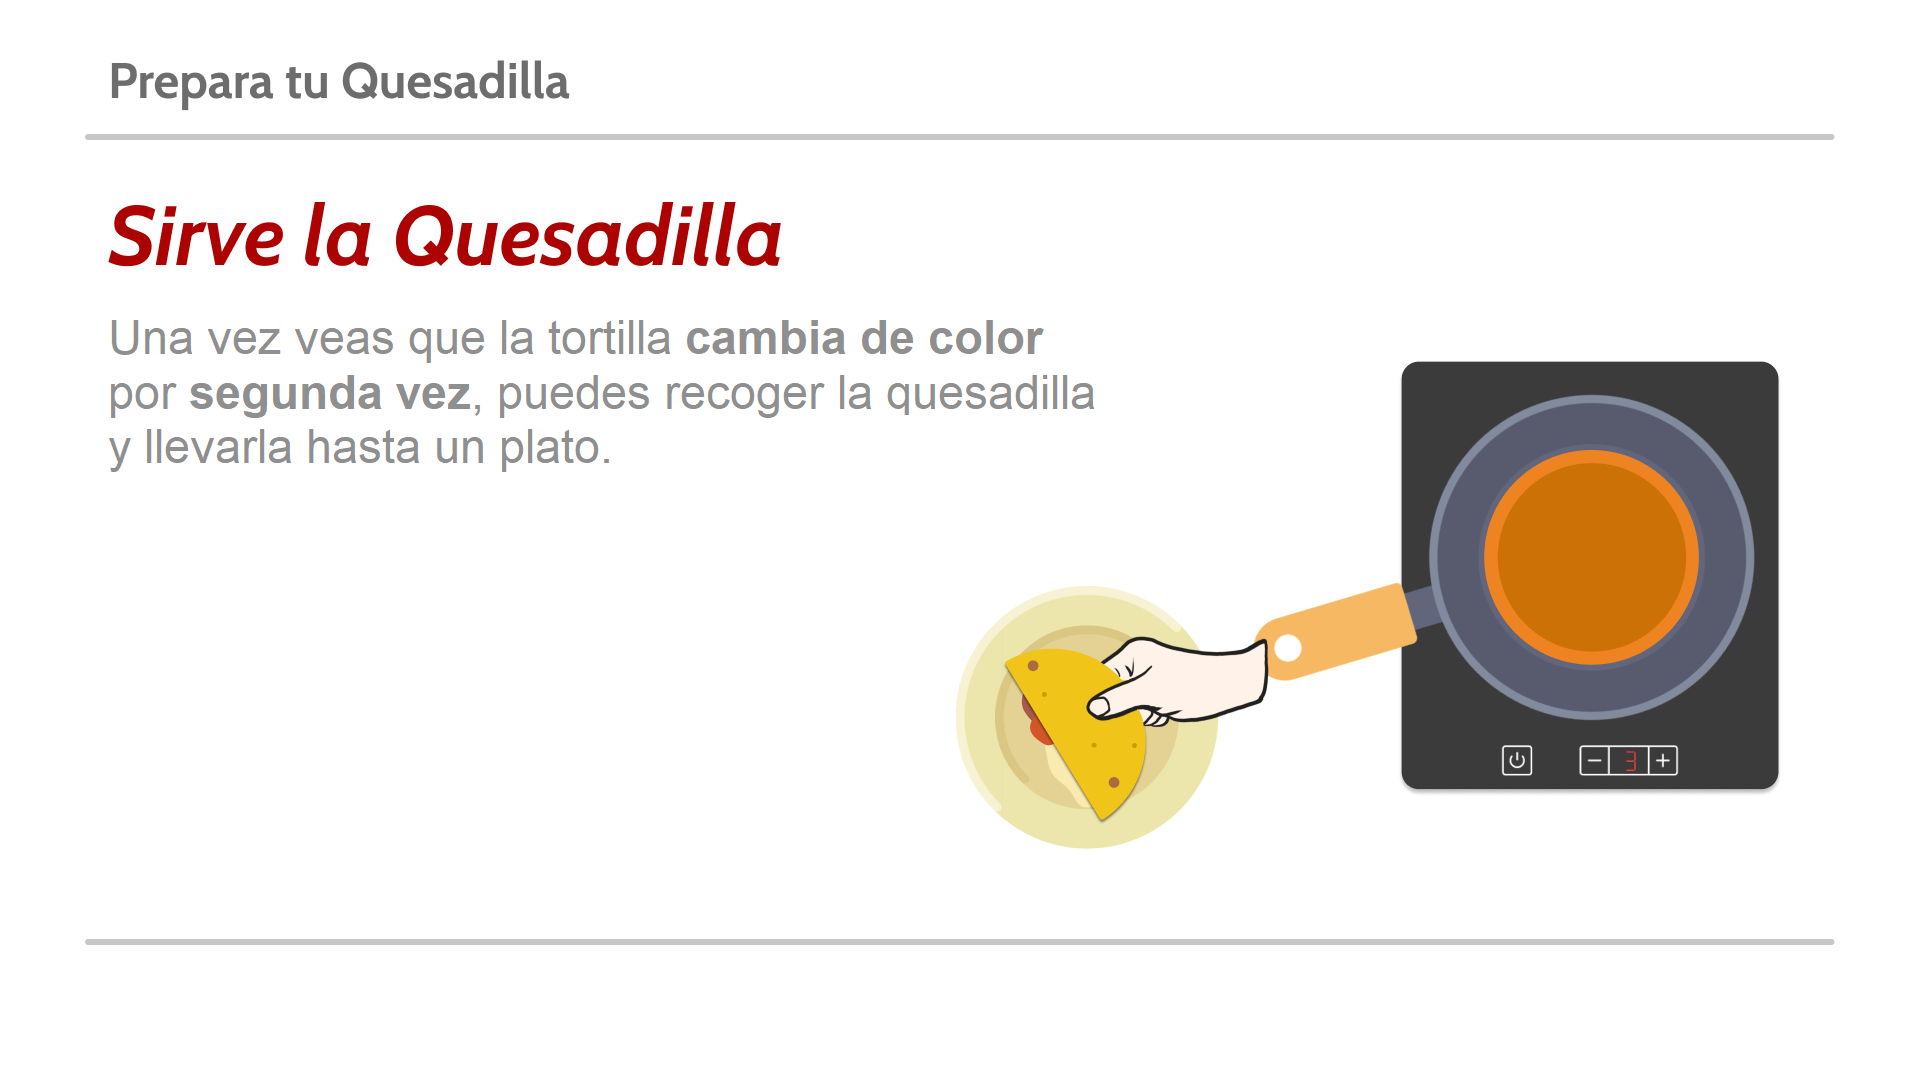 Prepara tu Quesadilla
Sirve la Quesadilla
Una vez veas que la tortilla cambia de color
por segunda vez, puedes recoger la quesadilla
y llevarla hasta un plato.
− 3 +